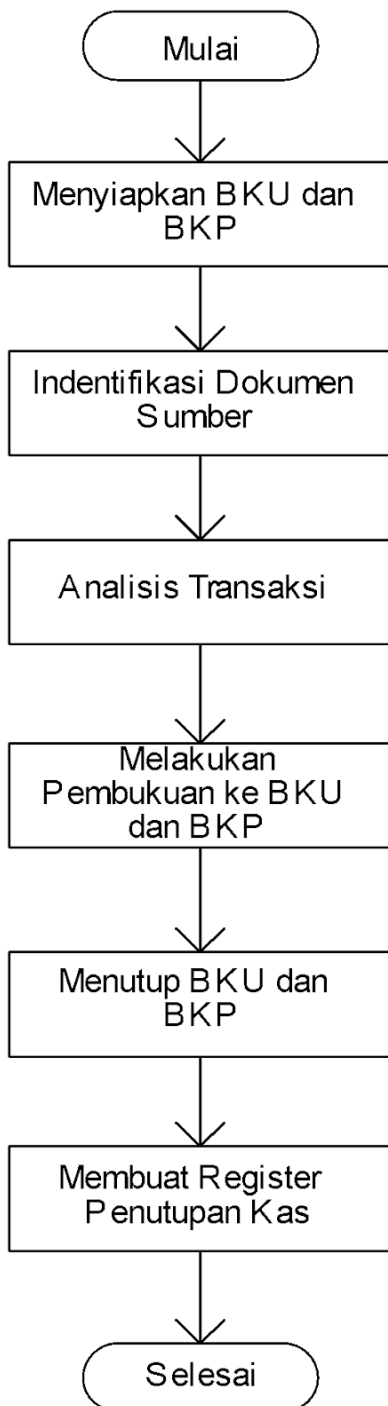 Mulai
Menyiapkan BKU dan
BKP
Indentifikasi Dokumen
Sumber
Analisis Transaksi
Melakukan
Pembukuan ke BKU
dan BKP
Menutup BKU dan
BKP
Membuat Register
Penutupan Kas
Selesai